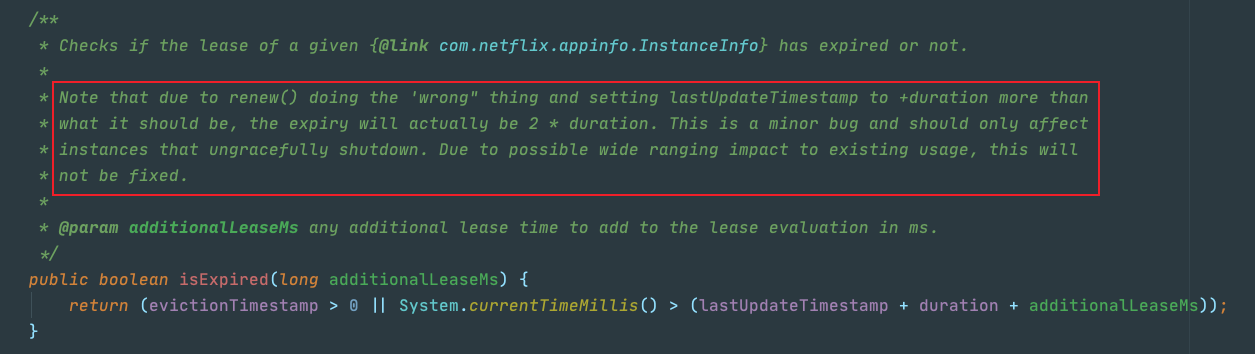 /**
* Checks if the lease of a given {@link com.netflix.appinfo.InstanceInfo} has expired or not.
*
* Note that due to renew() doing the 'wrong" thing and setting lastUpdateTimestamp to +duration more than
* what it should be, the expiry will actually be 2 * duration. This is a minor bug and should only affect
* instances that ungracefully shutdown. Due to possible wide ranging impact to existing usage, this will
* not be fixed.
*
* @param additionalLeaseMs any additional lease time to add to the lease evaluation in ms.
*/
public boolean isExpired(long additionalLeaseMs) {
return (evictionTimestamp > 0 || System.currentTimeMillis() > (lastUpdateTimestamp + duration + additionalLeaseMs));
}